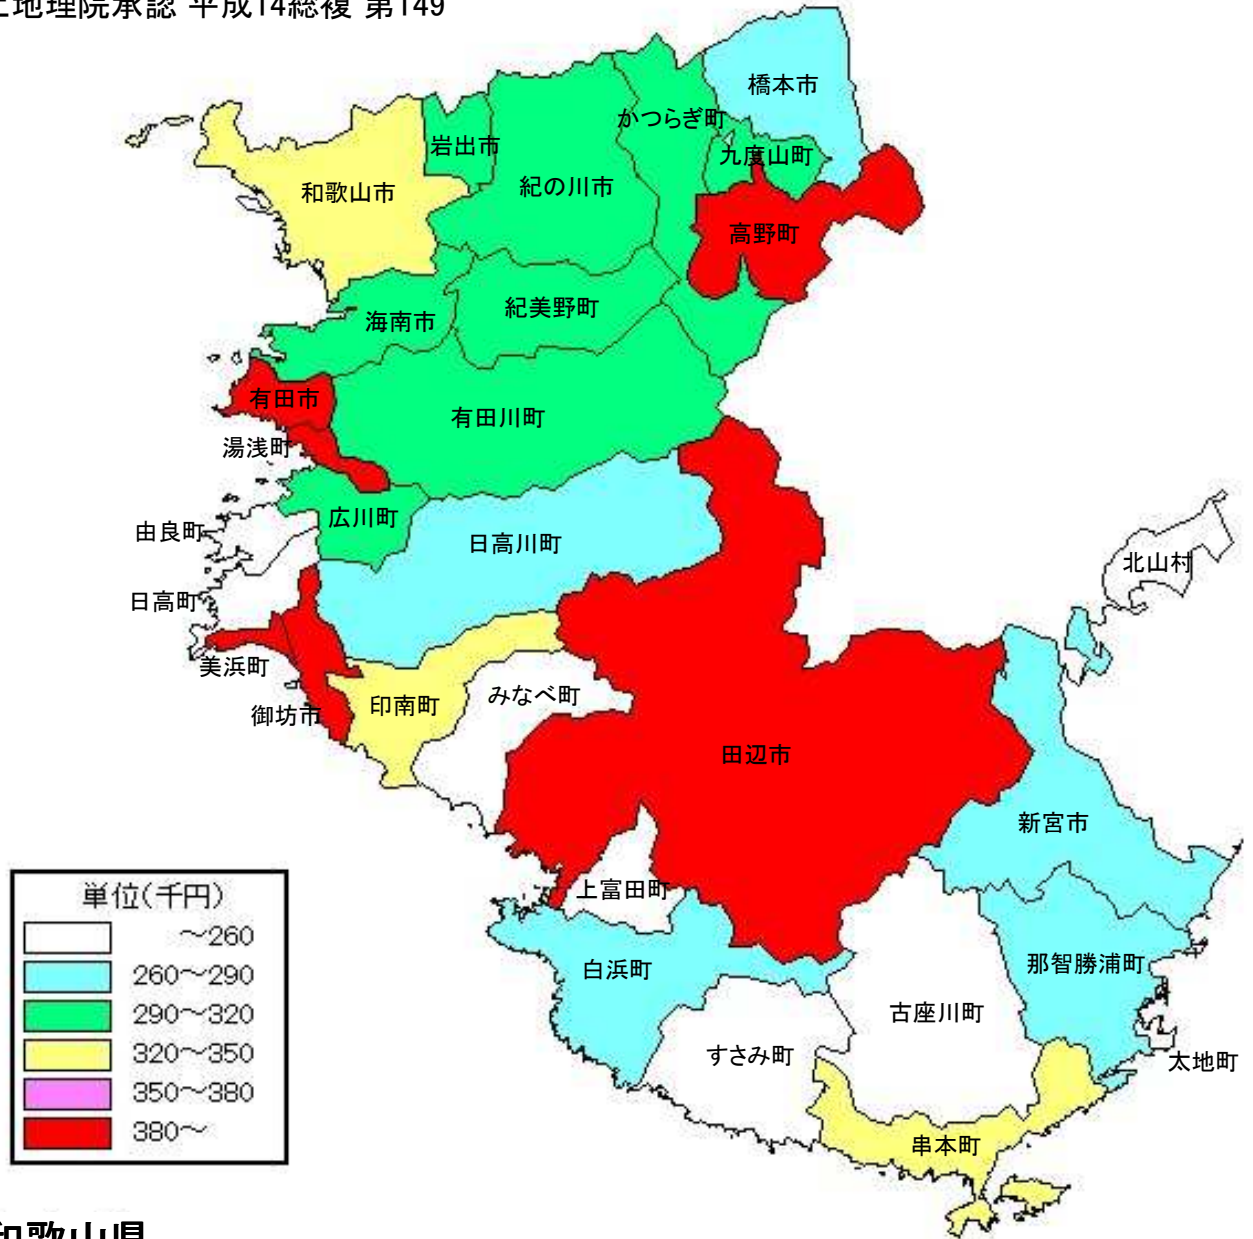 土地理院承認 平成14総複 第149
橋本市
かつらぎ町
岩出市
九度山町
紀の川市
和歌山市
高野町
紀美野町
海南市
有田市
有田川町
湯浅町
広川町
由良町
日高川町
北山村
日高町
美浜町
みなべ町
印南町
御坊市
田辺市
新宮市
上富田町
白浜町
那智勝浦町
古座川町
すさみ町
太地町
串本町
単位(千円)
～260
260～290
290～320
320～350
350～380
380～
和歌山県